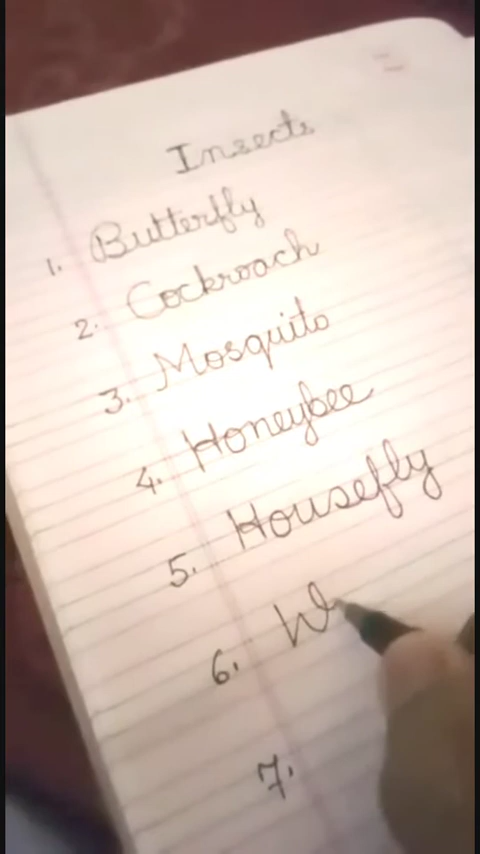 Insects
1. Butterfly
2. Cockroach
3. Mosquito
4. Honeybee
5. Housefly
6. W
7.